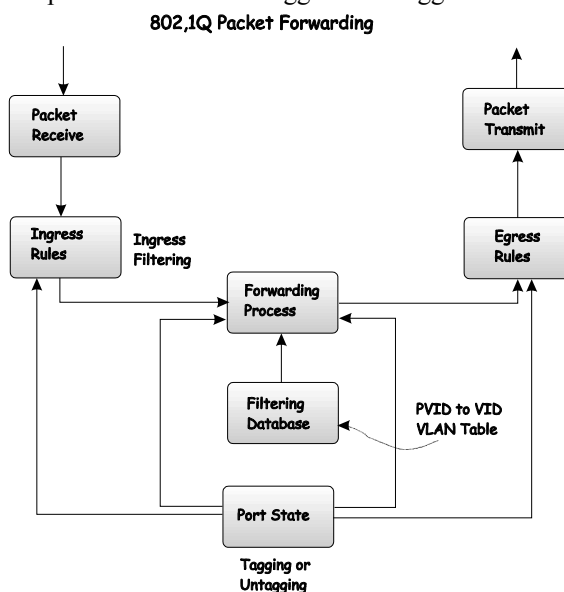 802,1Q Packet Forwarding
Packet
Receive
Packet
Transmit
Ingress
Rules
Ingress
Filtering
Egress
Rules
Forwarding
Process
Filtering
Database
PVID to VID
VLAN Table
Port State
Tagging or
Untagging